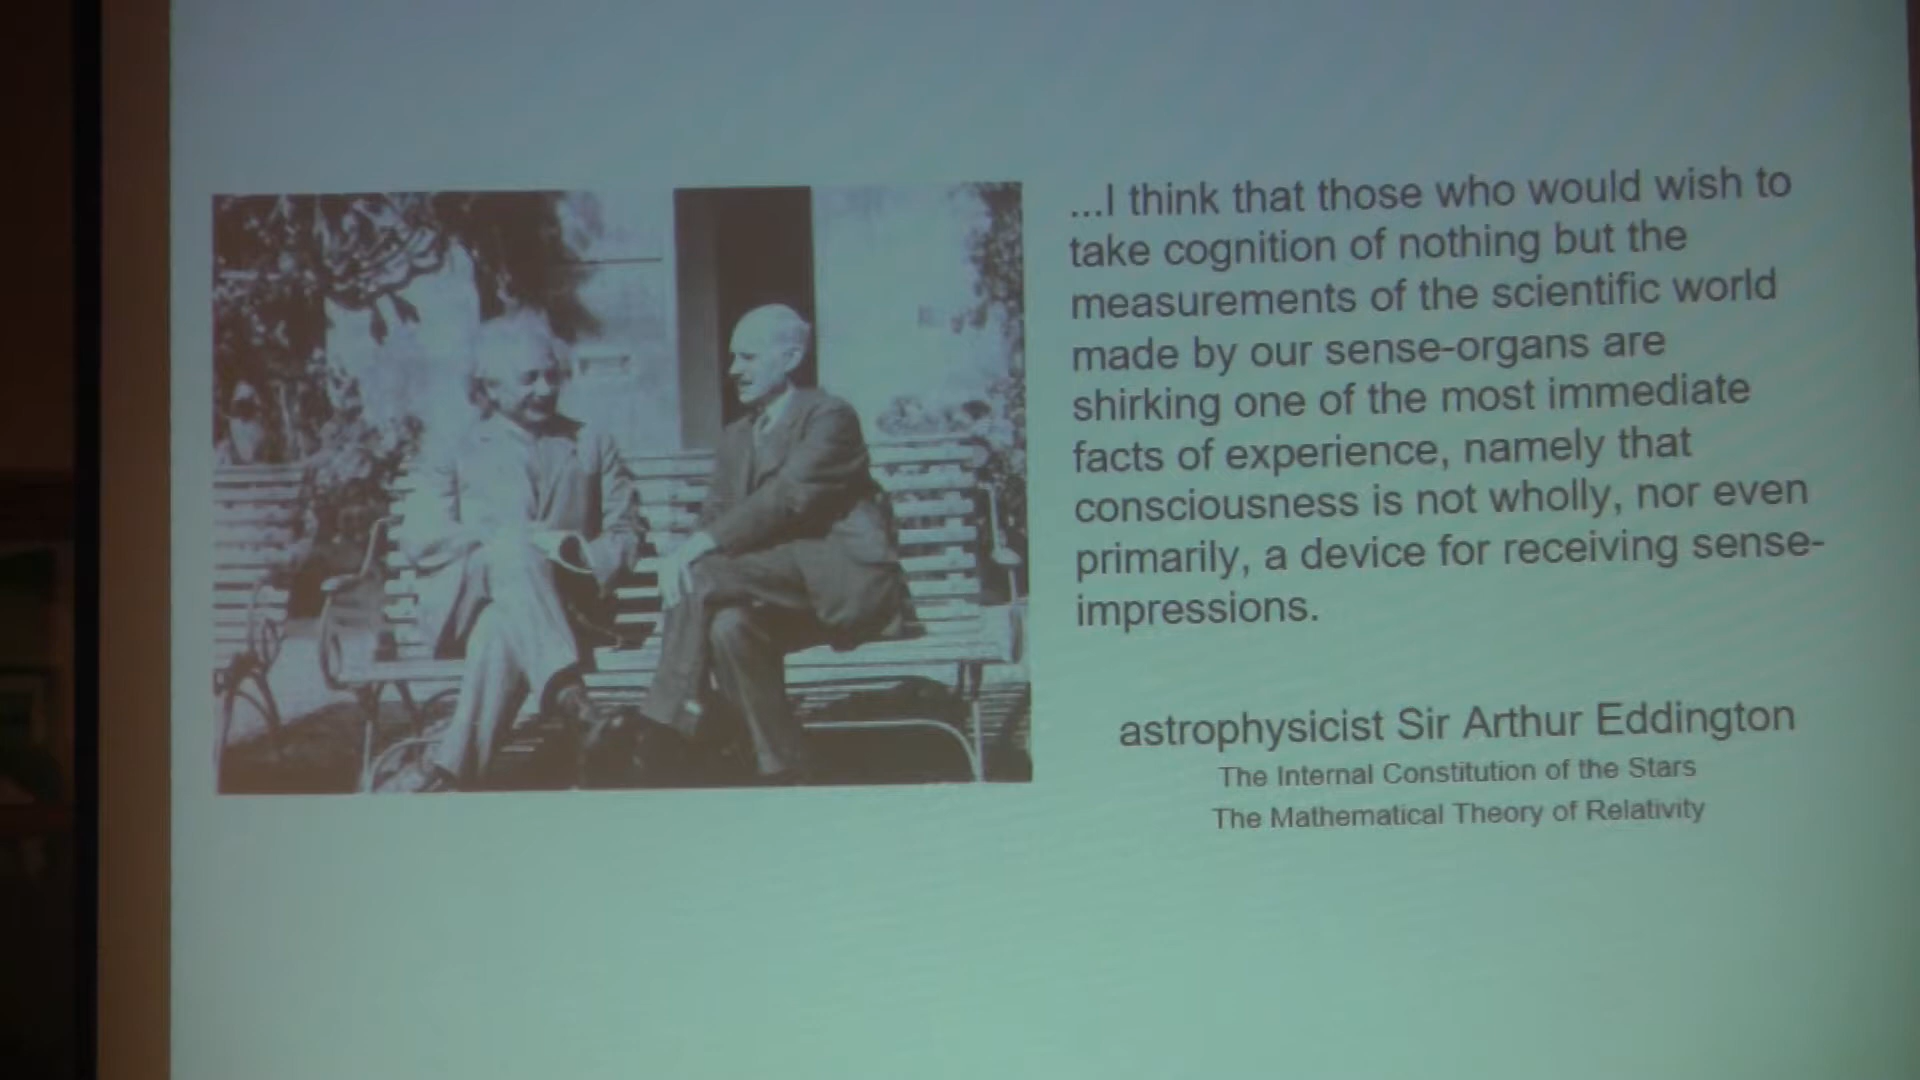 ...I think that those who would wish to
take cognition of nothing but the
measurements of the scientific world
made by our sense-organs are
shirking one of the most immediate
facts of experience, namely that
consciousness is not wholly, nor even
primarily, a device for receiving sense-
impressions.
astrophysicist Sir Arthur Eddington
The Internal Constitution of the Stars
The Mathematical Theory of Relativity